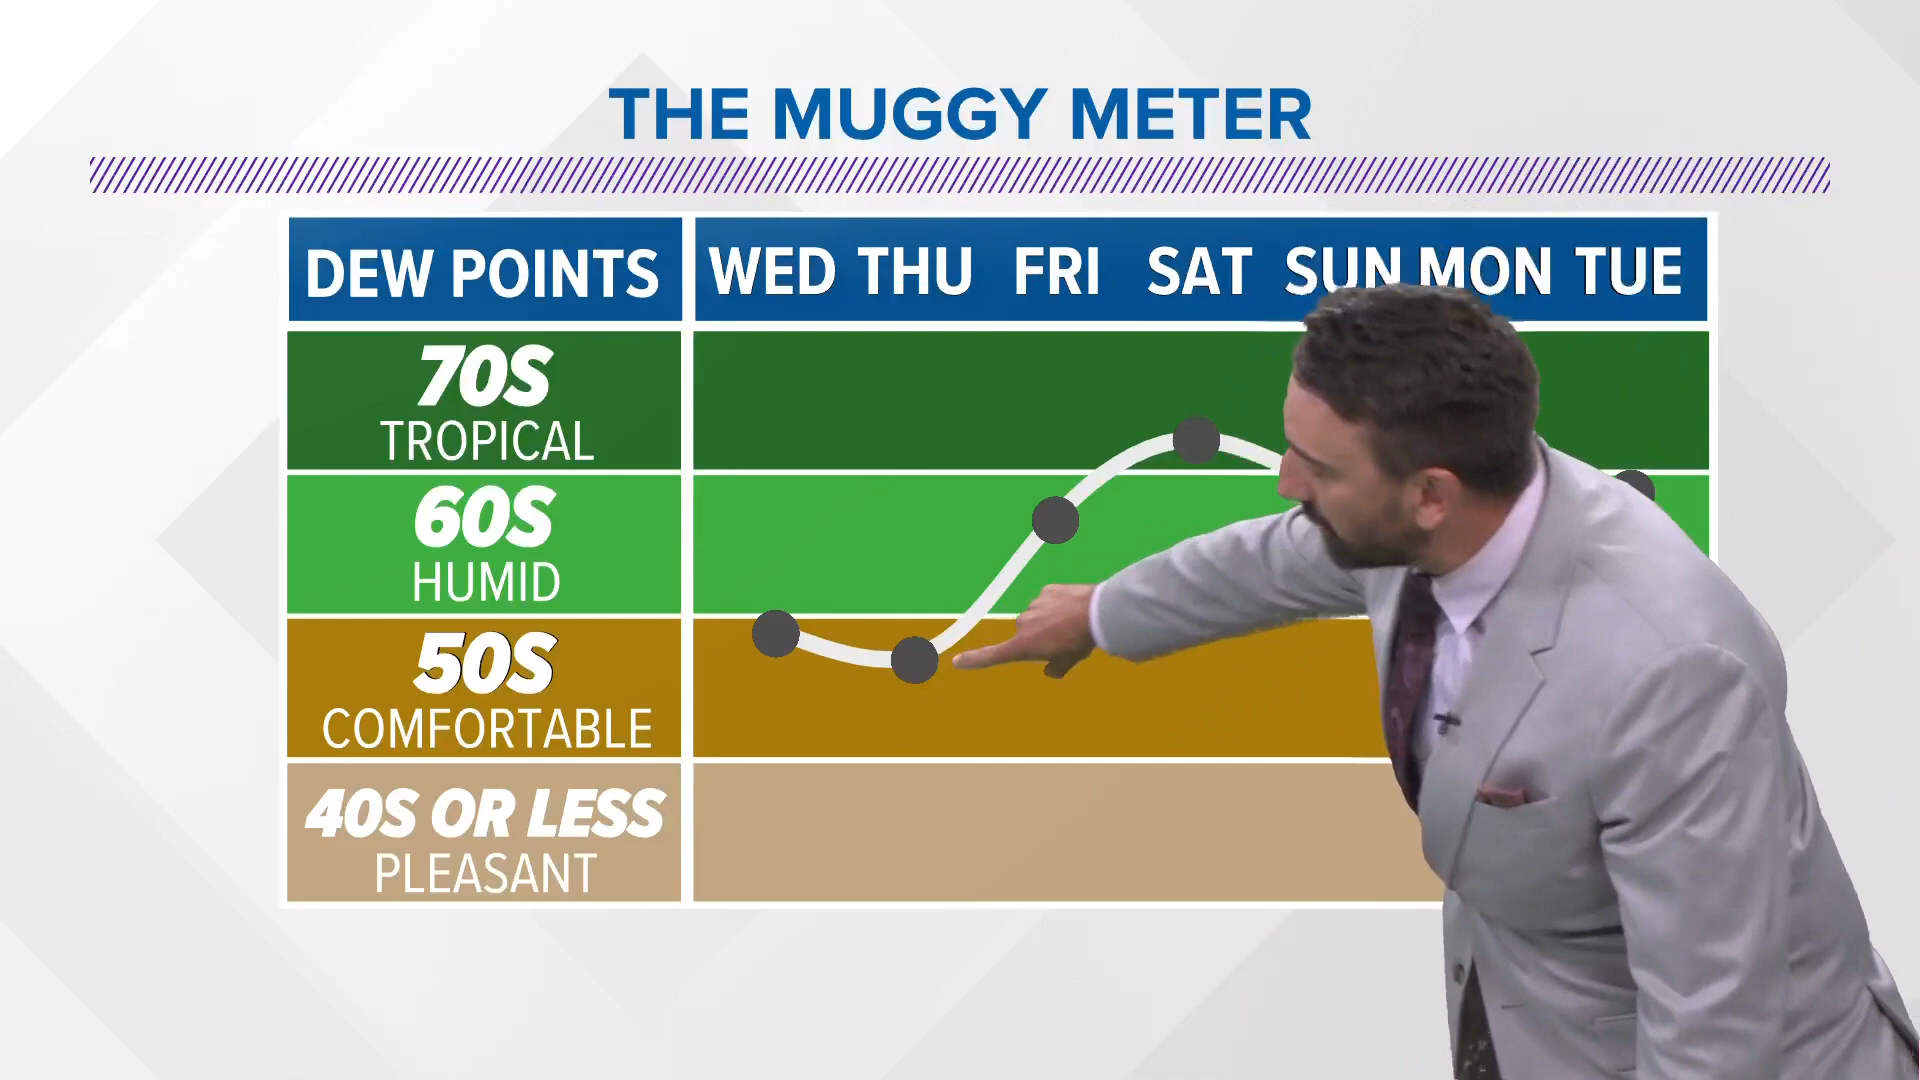 THE MUGGY METER
DEW POINTS
WED THU FRI SAT SUN MON TUE
70S
TROPICAL
60S
HUMID
50S
COMFORTABLE
40S OR LESS
PLEASANT